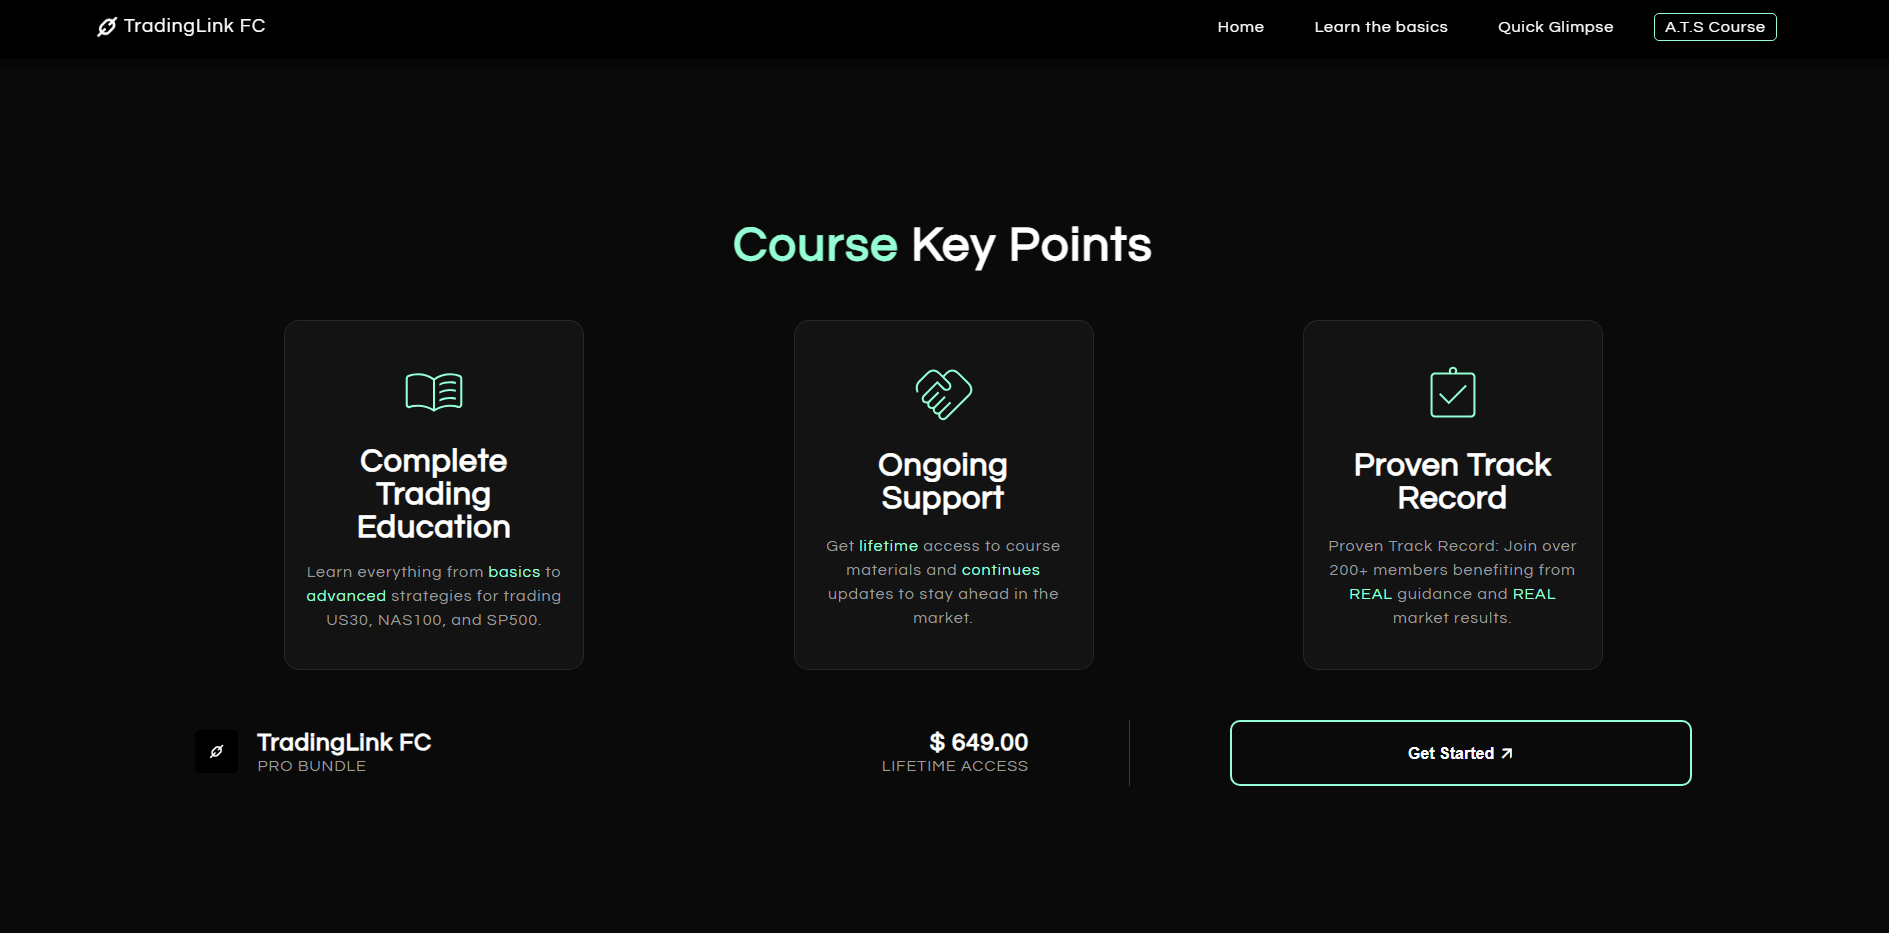 TradingLink FC
Home
Learn the basics
Quick Glimpse
A.T.S Course
Course Key Points
Complete
Trading
Education
Learn everything from basics to
advanced strategies for trading
US30, NAS100, and SP500.
Ongoing
Support
Get lifetime access to course
materials and continues
updates to stay ahead in the
market.
Proven Track
Record
Proven Track Record: Join over
200+ members benefiting from
REAL guidance and REAL
market results.
TradingLink FC
PRO BUNDLE
$ 649.00
LIFETIME ACCESS
Get Started